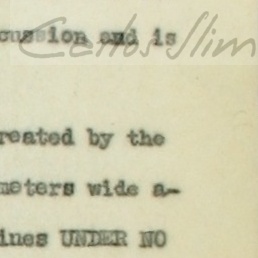 Carlos Slim
cussion and is
reated by the
meters wide a-
ines UNDER NO